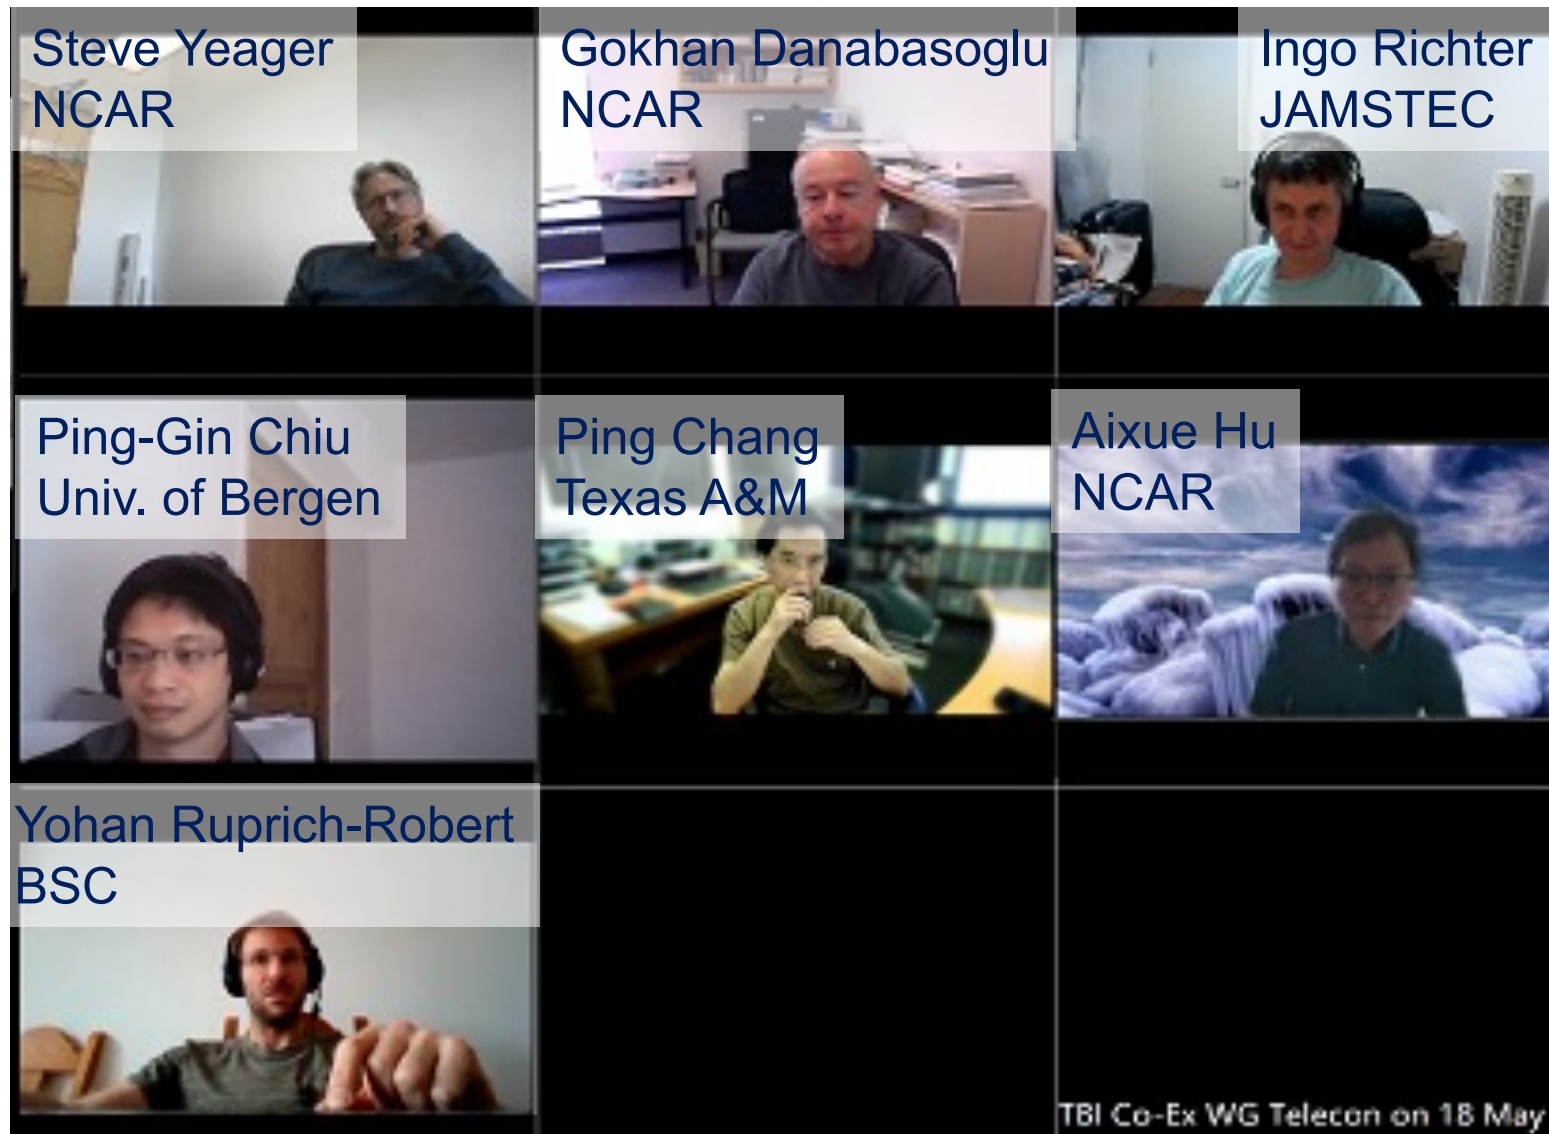 Steve Yeager
NCAR
Gokhan Danabasoglu
NCAR
Ingo Richter
JAMSTEC
Ping-Gin Chiu
Univ. of Bergen
Ping Chang
Texas A&M
Aixue Hu
NCAR
Yohan Ruprich-Robert
BSC
TBI Co-Ex WG Telecon on 18 May